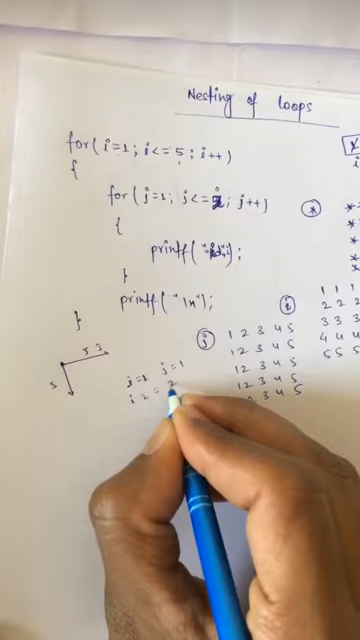 Nesting of loops
for(i=1; i<=5; i++)
{
for(j=1; j<=i; j++)
{
printf(" ");
}
printf("\n");
}
*
*
*
*
*
i
1 1 1
2 2 2
3 3 3
4 4 4
5 5 5
j
1 2 3 4 5
1 2 3 4 5
1 2 3 4 5
1 2 3 4 5
3 4 5
5
i=1 j=1
i 2 = 2